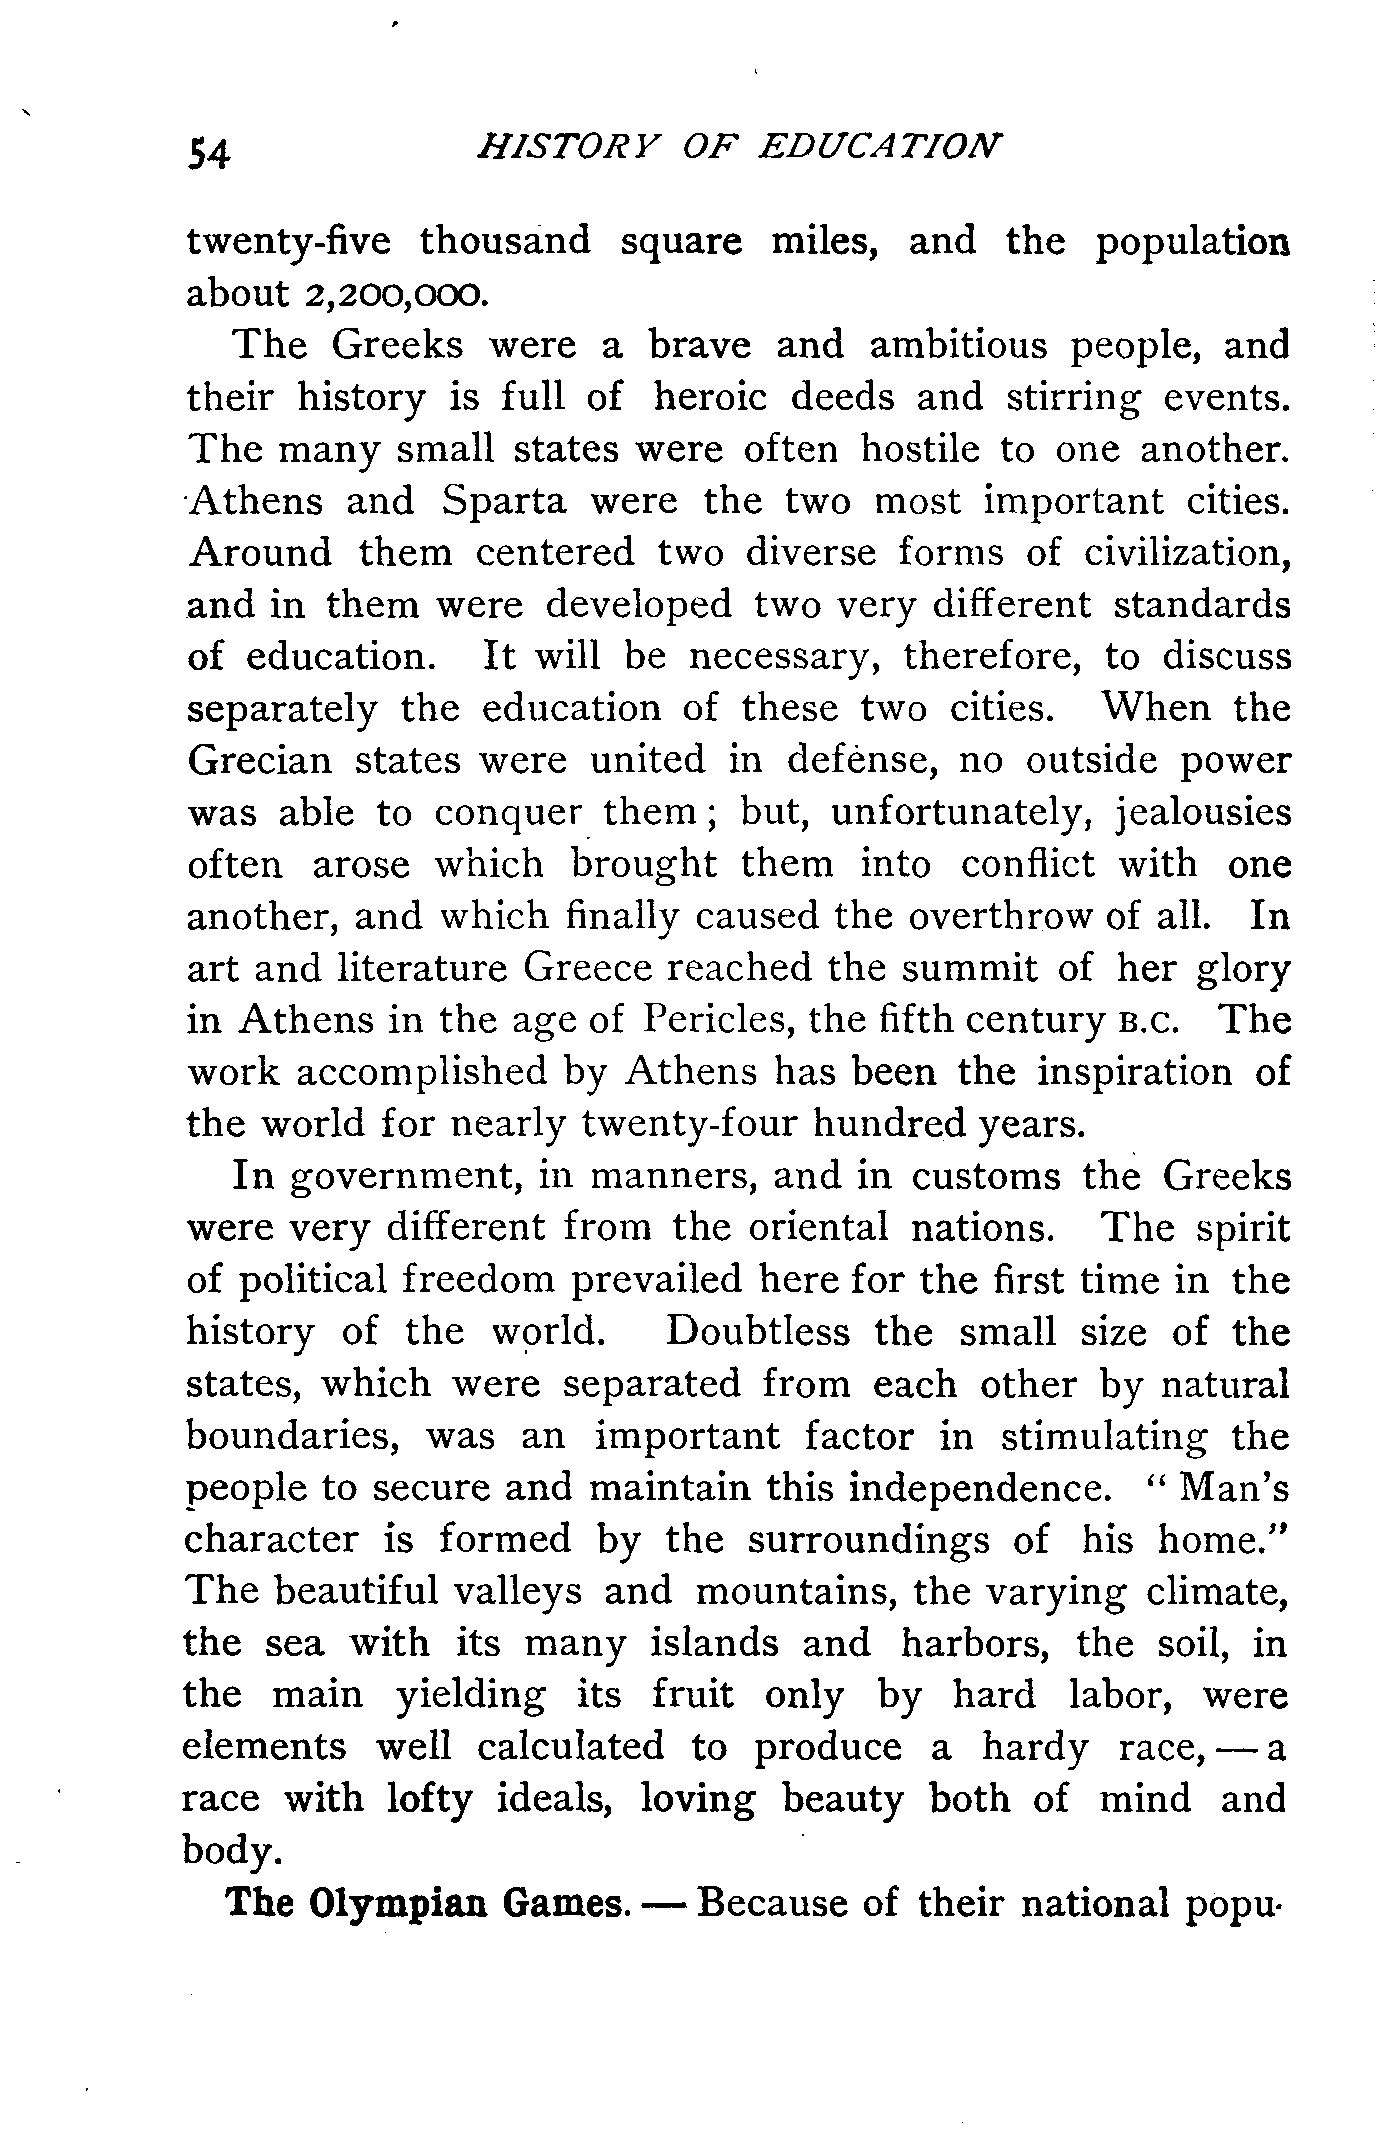 54 HISTORY OF EDUCATION
twenty-five thousand square miles, and the population
about 2,200,000.
The Greeks were a brave and ambitious people, and
their history is full of heroic deeds and stirring events.
The many small states were often hostile to one another.
Athens and Sparta were the two most important cities.
Around them centered two diverse forms of civilization,
and in them were developed two very different standards
of education. It will be necessary, therefore, to discuss
separately the education of these two cities. When the
Grecian states were united in defense, no outside power
was able to conquer them; but, unfortunately, jealousies
often arose which brought them into conflict with one
another, and which finally caused the overthrow of all. In
art and literature Greece reached the summit of her glory
in Athens in the age of Pericles, the fifth century B.C. The
work accomplished by Athens has been the inspiration of
the world for nearly twenty-four hundred years.
In government, in manners, and in customs the Greeks
were very different from the oriental nations. The spirit
of political freedom prevailed here for the first time in the
history of the world. Doubtless the small size of the
states, which were separated from each other by natural
boundaries, was an important factor in stimulating the
people to secure and maintain this independence. "Man's
character is formed by the surroundings of his home."
The beautiful valleys and mountains, the varying climate,
the sea with its many islands and harbors, the soil, in
the main yielding its fruit only by hard labor, were
elements well calculated to produce a hardy race, — a
race with lofty ideals, loving beauty both of mind and
body.
The Olympian Games. — Because of their national popu-